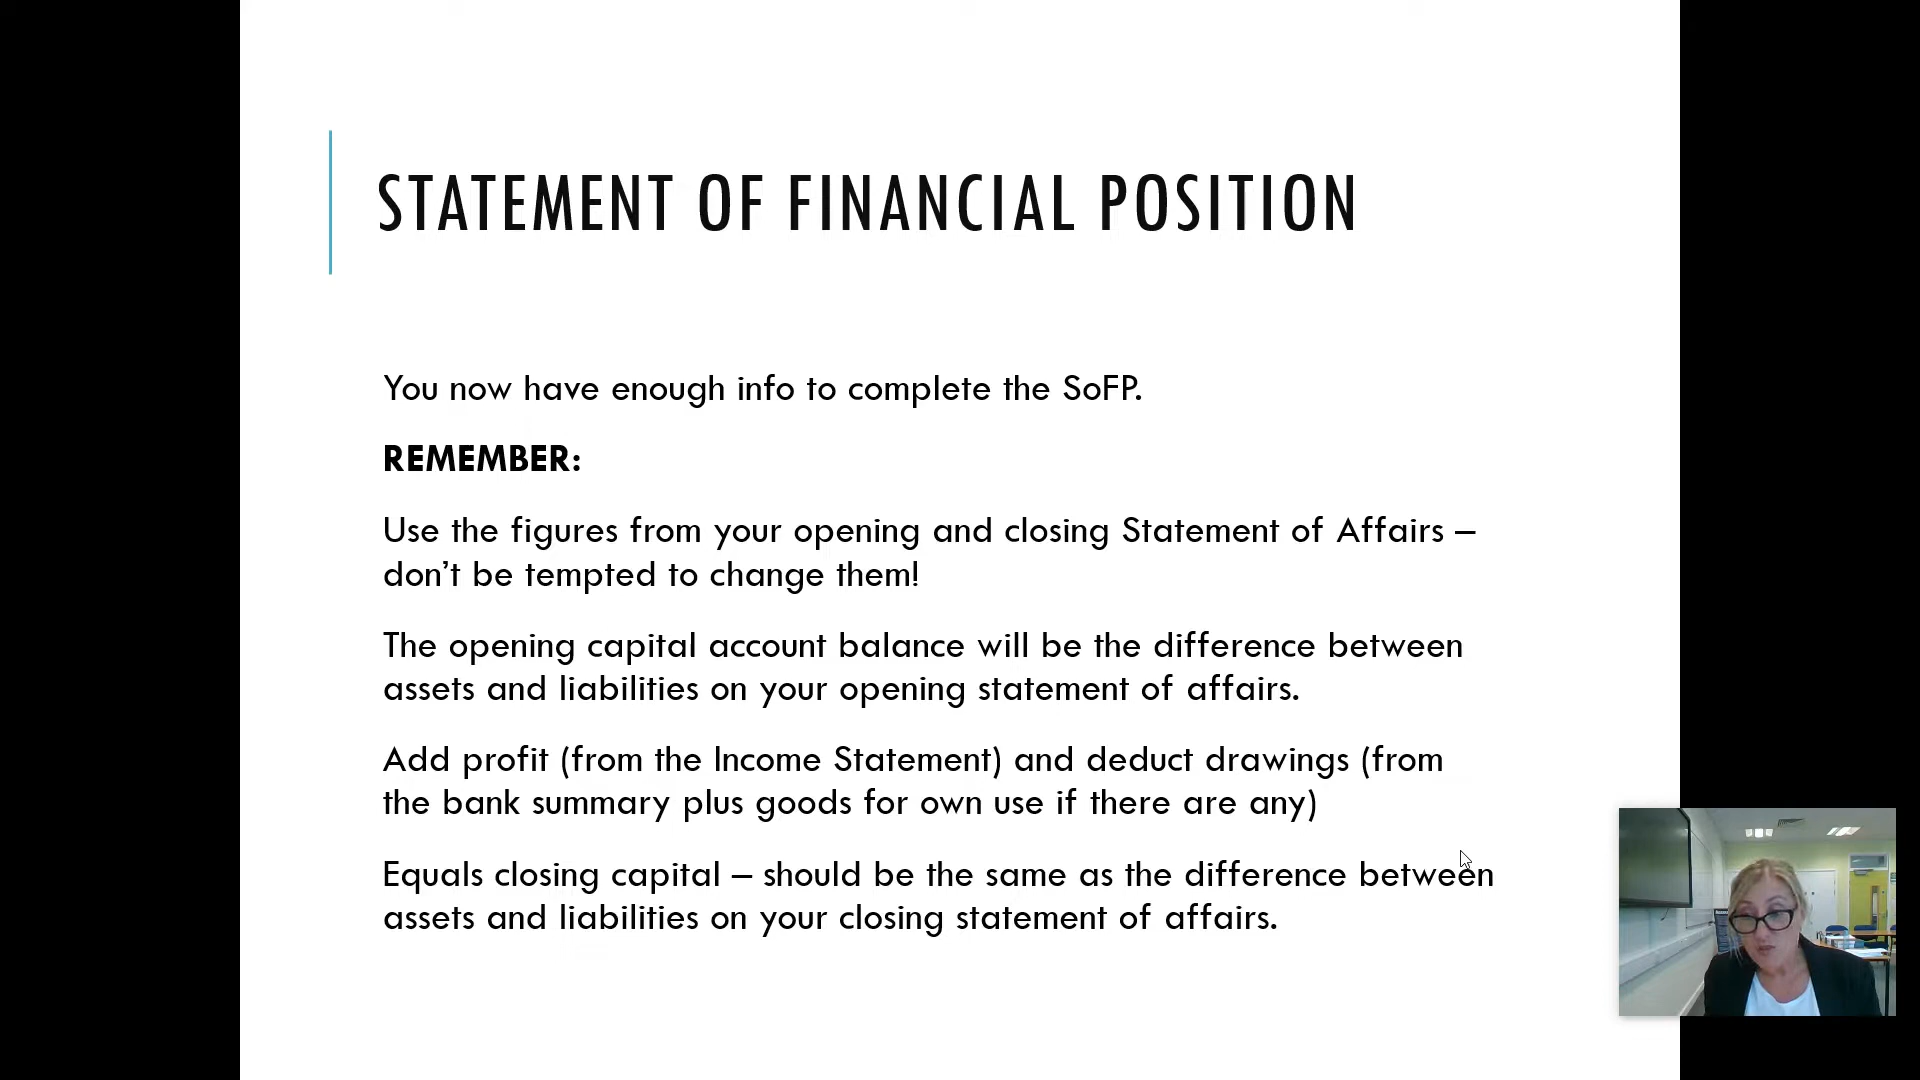 STATEMENT OF FINANCIAL POSITION
You now have enough info to complete the SoFP.
REMEMBER:
Use the figures from your opening and closing Statement of Affairs –
don’t be tempted to change them!
The opening capital account balance will be the difference between
assets and liabilities on your opening statement of affairs.
Add profit (from the Income Statement) and deduct drawings (from
the bank summary plus goods for own use if there are any)
Equals closing capital – should be the same as the difference between
assets and liabilities on your closing statement of affairs.